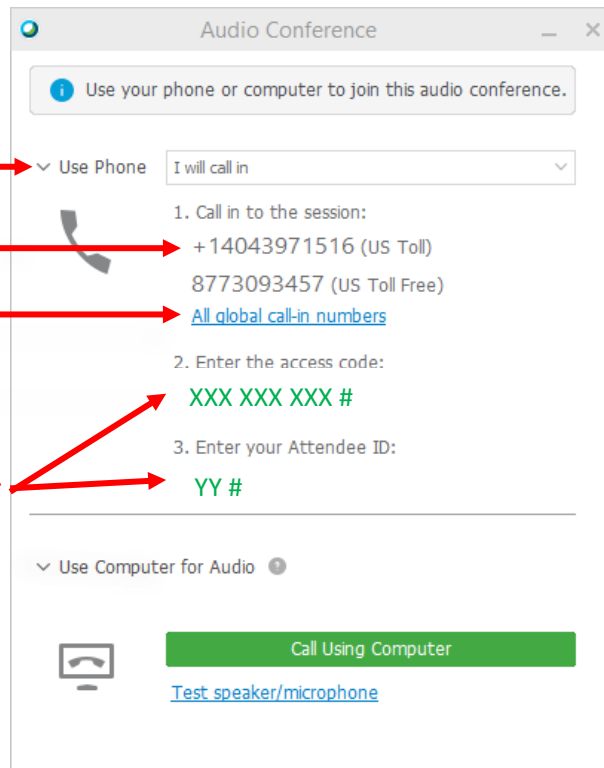 Audio Conference
Use your phone or computer to join this audio conference.
Use Phone
I will call in
1. Call in to the session:
+14043971516 (US Toll)
8773093457 (US Toll Free)
All global call-in numbers
2. Enter the access code:
XXX XXX XXX #
3. Enter your Attendee ID:
YY #
Use Computer for Audio
Call Using Computer
Test speaker/microphone